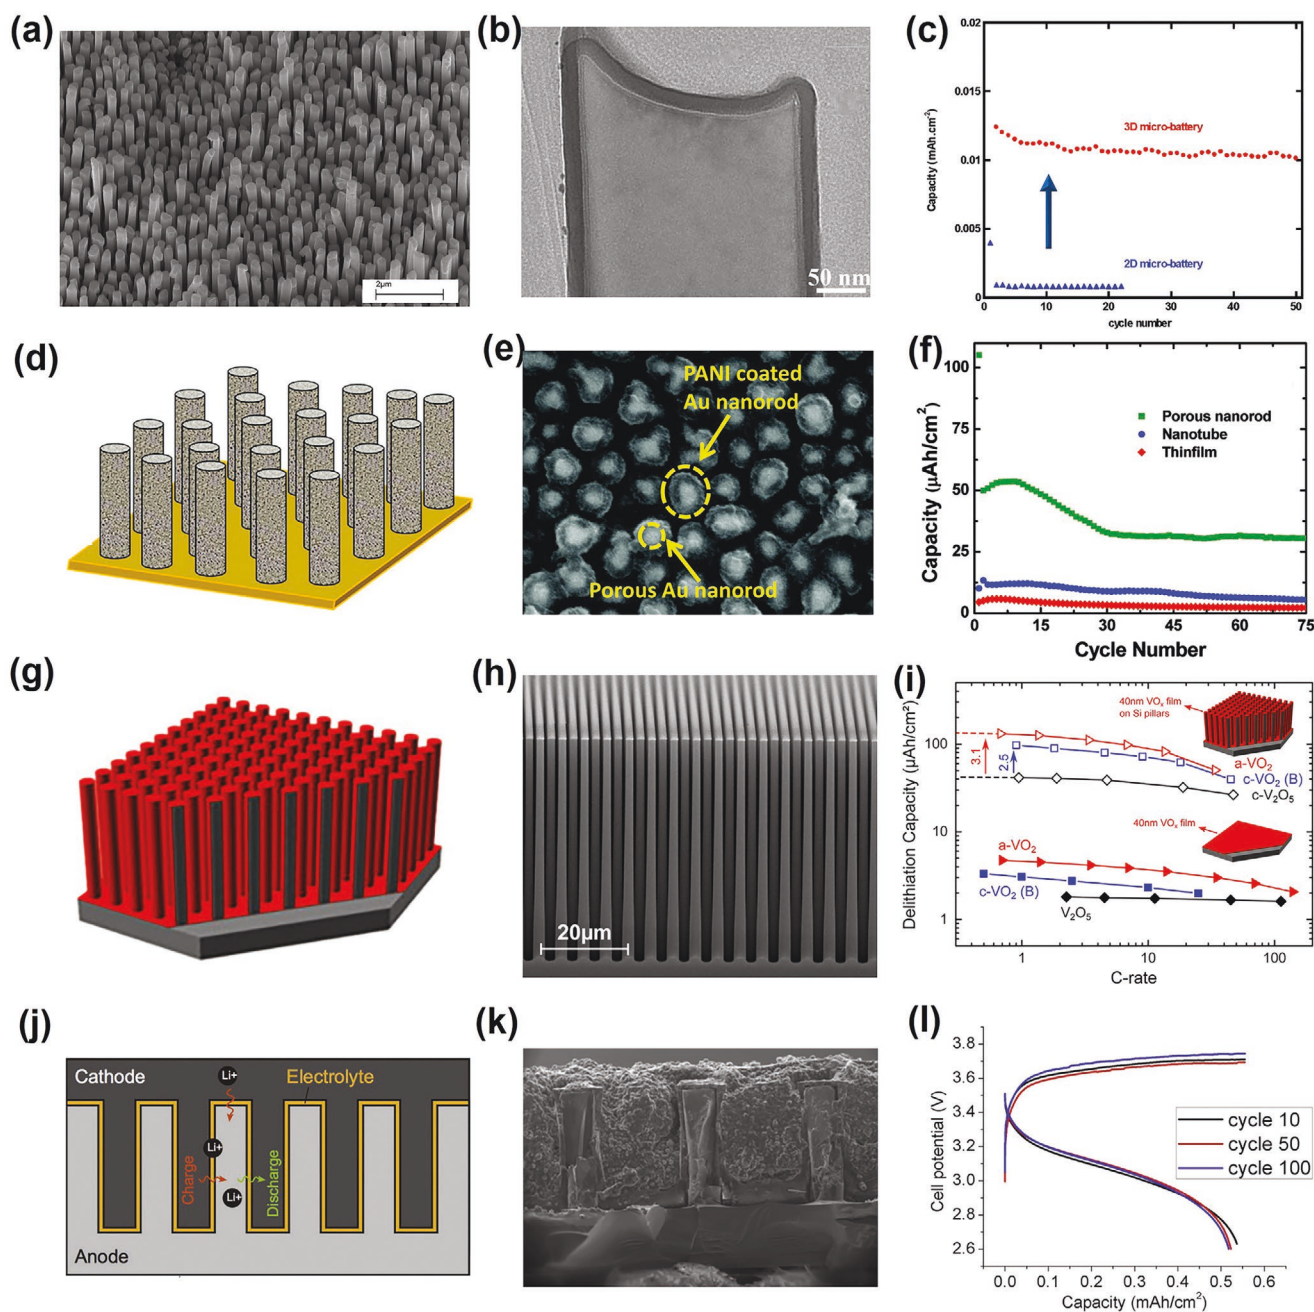 (a)
2μm
(b)
50 nm
(c)
0.02
0.015
0.01
0.005
0
Capacity (mAh.cm⁻²)
3D micro-battery
2D micro-battery
0 10 20 30 40 50
cycle number
(d)
(e)
PANI coated
Au nanorod
Porous Au nanorod
(f)
100
75
50
25
0
Capacity (μAh/cm²)
Porous nanorod
Nanotube
Thinfilm
0 15 30 45 60 75
Cycle Number
(g)
(h)
20μm
(i)
Delithiation Capacity (μAh/cm²)
100
10
1
40nm VOₓ film
on Si pillars
3.1
2.5
a-VO₂
c-VO₂ (B)
c-V₂O₅
40nm VOₓ film
a-VO₂
c-VO₂ (B)
V₂O₅
1 10 100
C-rate
(j)
Cathode
Li+
Electrolyte
Li+
Charge
Li+
Discharge
Anode
(k)
(l)
3.8
3.6
3.4
3.2
3.0
2.8
2.6
Cell potential (V)
cycle 10
cycle 50
cycle 100
0.0 0.1 0.2 0.3 0.4 0.5 0.6
Capacity (mAh/cm²)